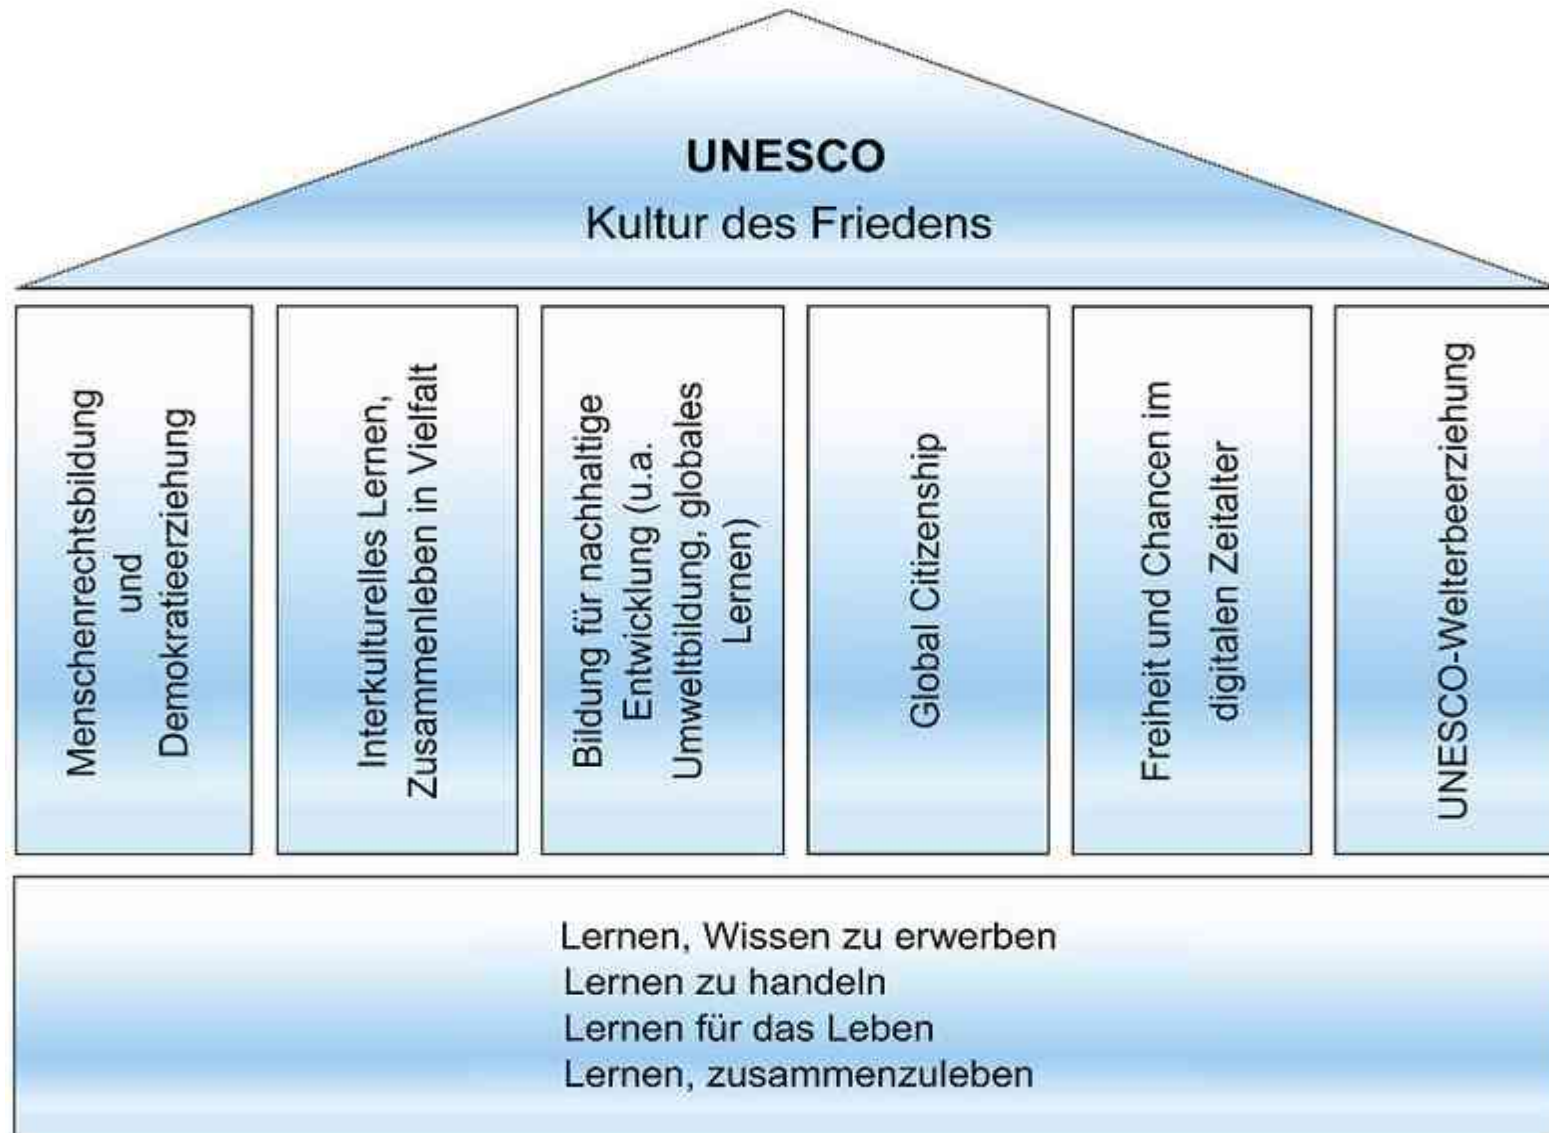 UNESCO
Kultur des Friedens
Menschenrechtsbildung
und
Demokratieerziehung
Interkulturelles Lernen,
Zusammenleben in Vielfalt
Bildung für nachhaltige
Entwicklung (u.a.
Umweltbildung, globales
Lernen)
Global Citizenship
Freiheit und Chancen im
digitalen Zeitalter
UNESCO-Welterbeerziehung
Lernen, Wissen zu erwerben
Lernen zu handeln
Lernen für das Leben
Lernen, zusammenzuleben